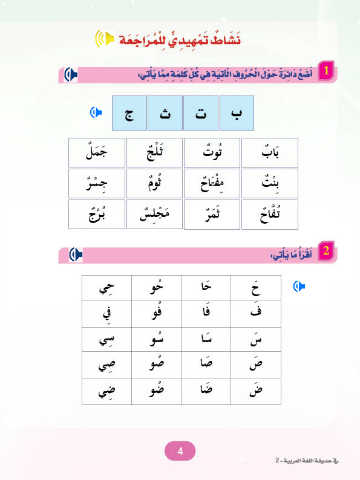 نَشَاطٌ تَمْهِيدِيٌّ لِلْمُرَاجَعَة
1 أَضَعُ دَائِرَةً حَوْلَ الْحُرُوفِ الْآتِيَةِ فِي كُلِّ كَلِمَةٍ مِمَّا يَأْتِي:
ب ت ث ج
بَابٌ تُوتٌ ثَلْجٌ جَمَلٌ
بِنْتٌ مِفْتَاحٌ ثُومٌ جِسْرٌ
تُفَّاحٌ ثَمَرٌ مَجْلِسٌ بُرْجٌ
2 أَقْرَأُ مَا يَأْتِي:
حَ حَا حُو حِي
فَ فَا فُو فِي
سَ سَا سُو سِي
صَ صَا صُو صِي
ضَ ضَا ضُو ضِي
4
في حديقة اللغة العربية - 2